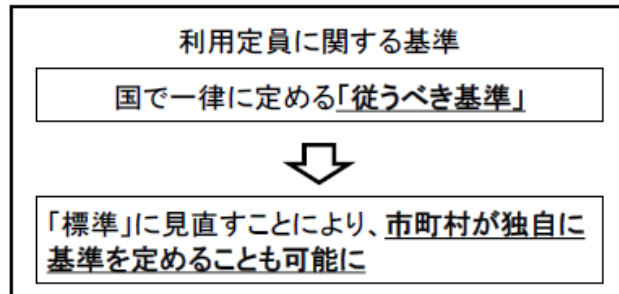 利用定員に関する基準
国で一律に定める「従うべき基準」
「標準」に見直すことにより、市町村が独自に
基準を定めることも可能に